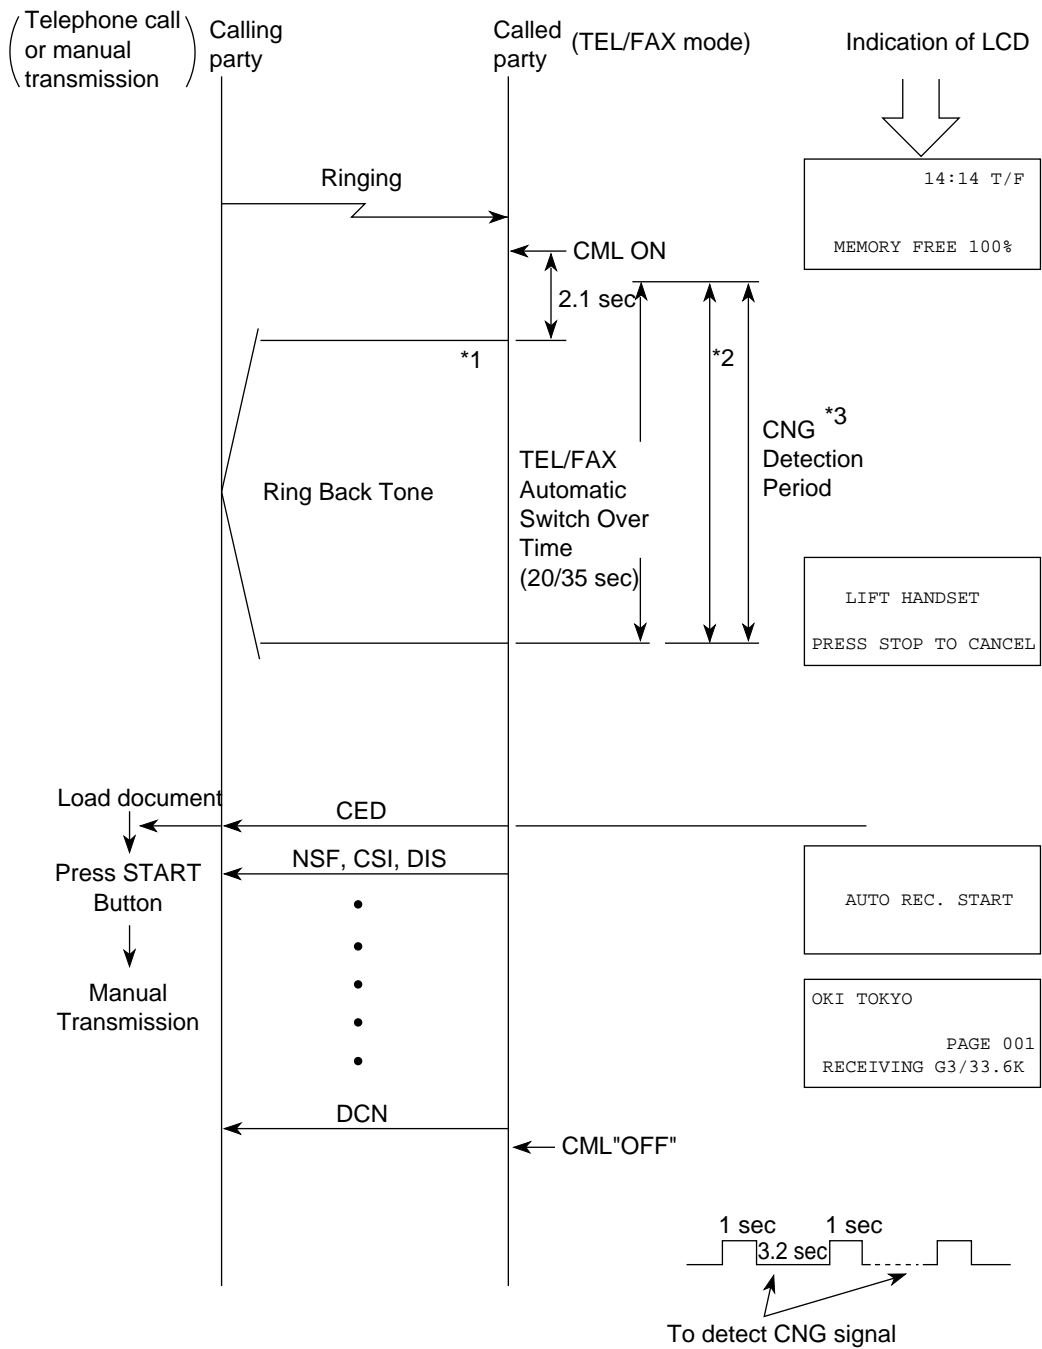 Telephone call
or manual
transmission
Calling
party
Called
party
(TEL/FAX mode)
Indication of LCD
Ringing
14:14 T/F
MEMORY FREE 100%
CML ON
2.1 sec
*1
*2
CNG *3
Detection
Period
Ring Back Tone
TEL/FAX
Automatic
Switch Over
Time
(20/35 sec)
LIFT HANDSET
PRESS STOP TO CANCEL
Load document
CED
Press START
Button
NSF, CSI, DIS
AUTO REC. START
Manual
Transmission
OKI TOKYO
PAGE 001
RECEIVING G3/33.6K
DCN
CML"OFF"
1 sec
1 sec
3.2 sec
To detect CNG signal